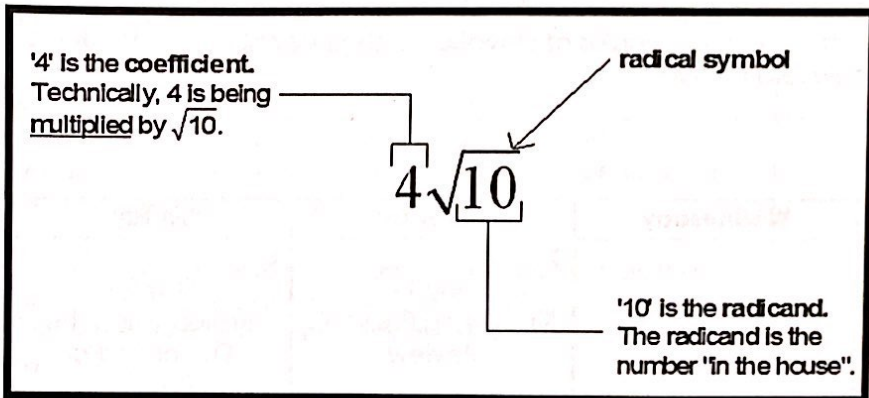 '4' is the coefficient.
Technically, 4 is being
multiplied by √10.
radical symbol
4√10
'10' is the radicand.
The radicand is the
number "in the house".